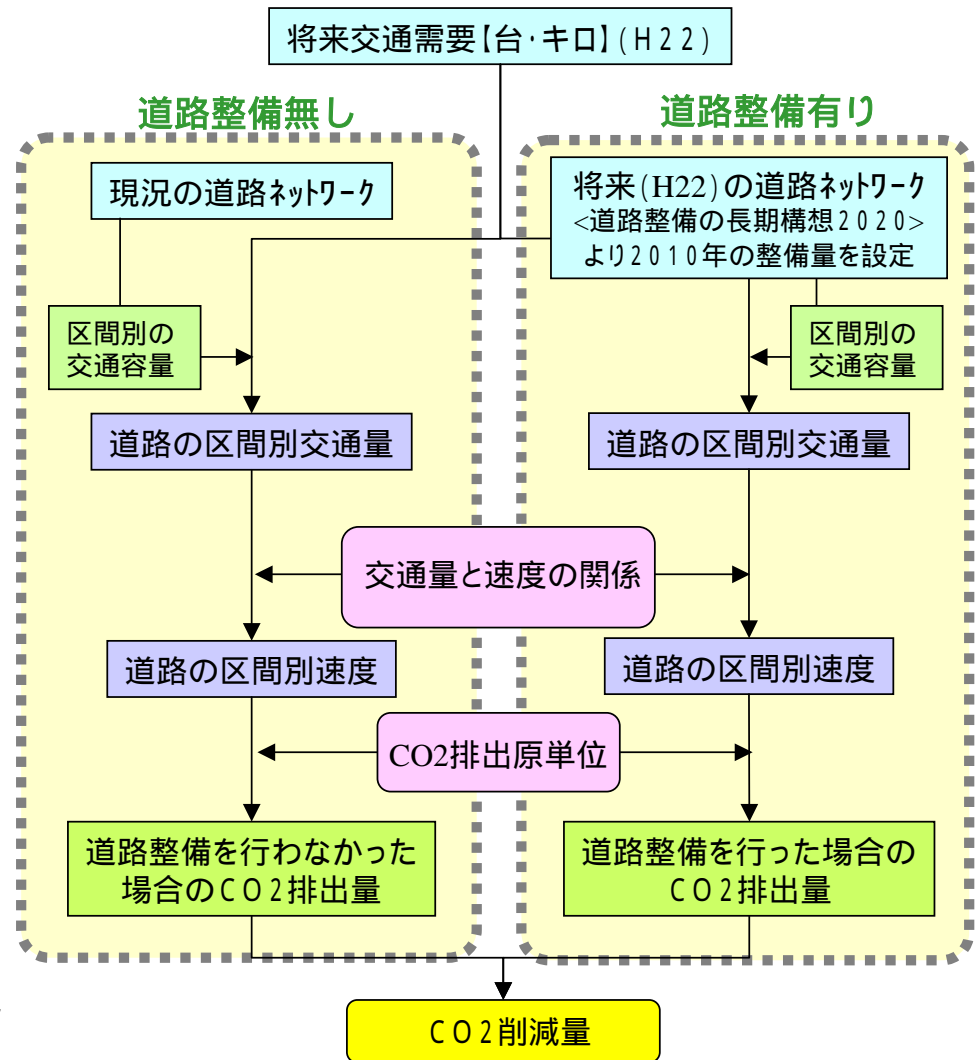 将来交通需要【台・キロ】(H22)
道路整備無し
道路整備有り
現況の道路ネットワーク
将来(H22)の道路ネットワーク
<道路整備の長期構想2020>
より2010年の整備量を設定
区間別の
交通容量
区間別の
交通容量
道路の区間別交通量
道路の区間別交通量
交通量と速度の関係
道路の区間別速度
道路の区間別速度
CO2排出原単位
道路整備を行わなかった
場合のCO2排出量
道路整備を行った場合の
CO2排出量
CO2削減量